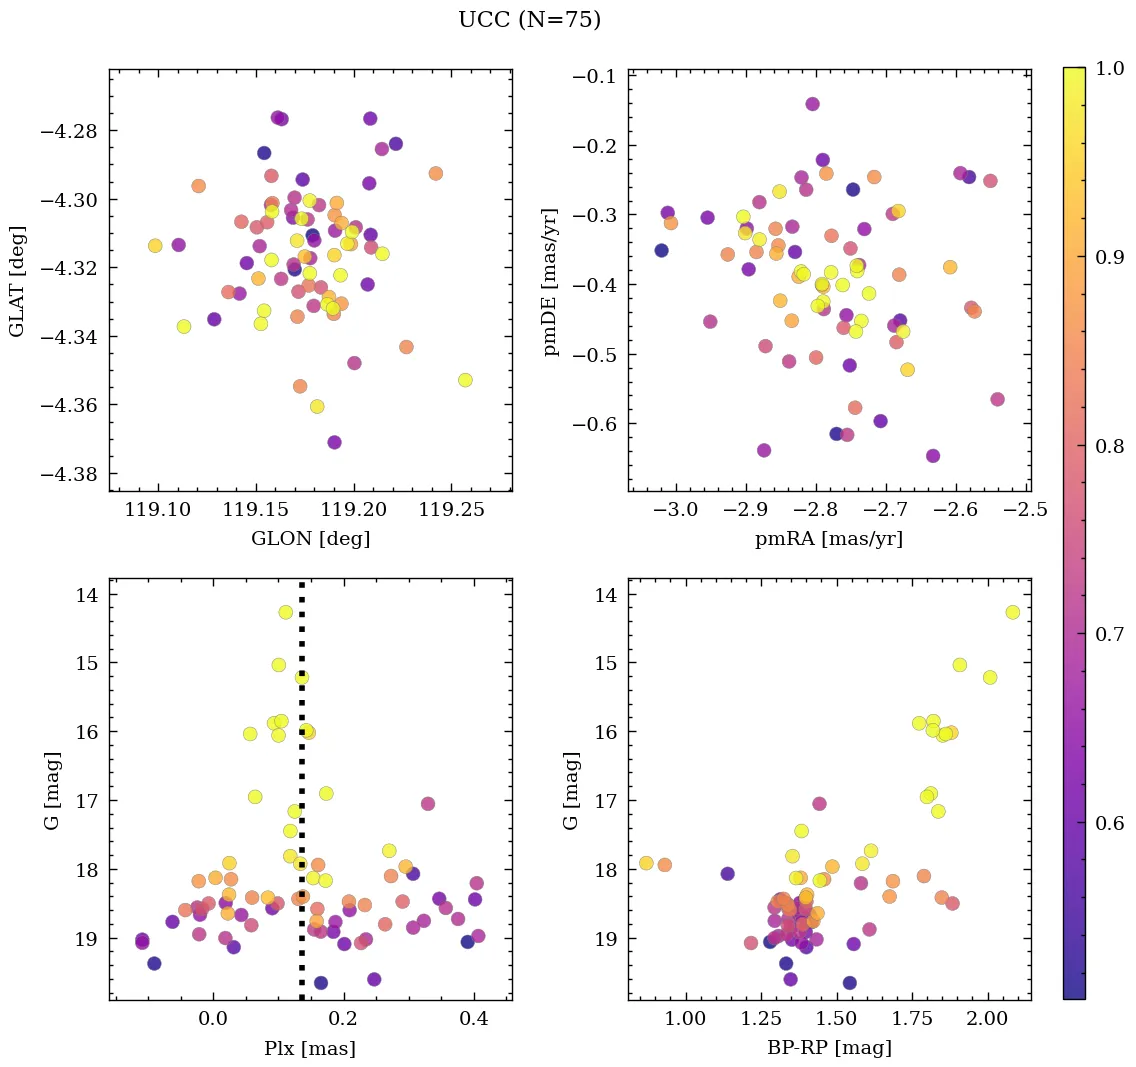 UCC (N=75)
−4.28
−4.30
−4.32
−4.34
−4.36
−4.38
GLAT [deg]
119.10 119.15 119.20 119.25
GLON [deg]
−0.1
−0.2
−0.3
−0.4
−0.5
−0.6
pmDE [mas/yr]
−3.0 −2.9 −2.8 −2.7 −2.6 −2.5
pmRA [mas/yr]
14
15
16
17
18
19
G [mag]
0.0 0.2 0.4
Plx [mas]
14
15
16
17
18
19
G [mag]
1.00 1.25 1.50 1.75 2.00
BP-RP [mag]
1.0
0.9
0.8
0.7
0.6